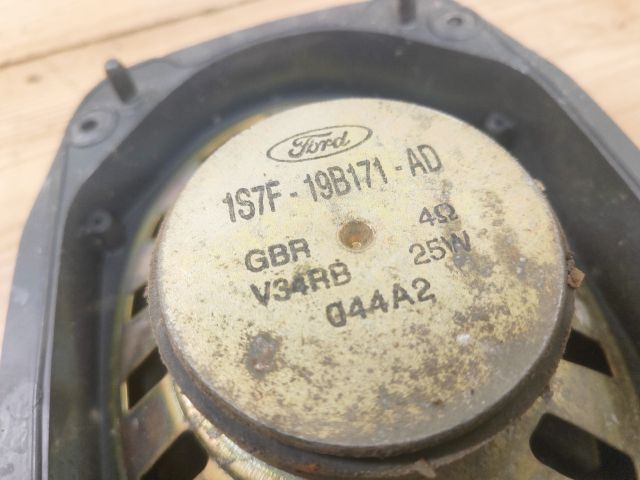 Ford
1S7F-19B171-AD
GBR 4Ω
V34RB 25W
044A2